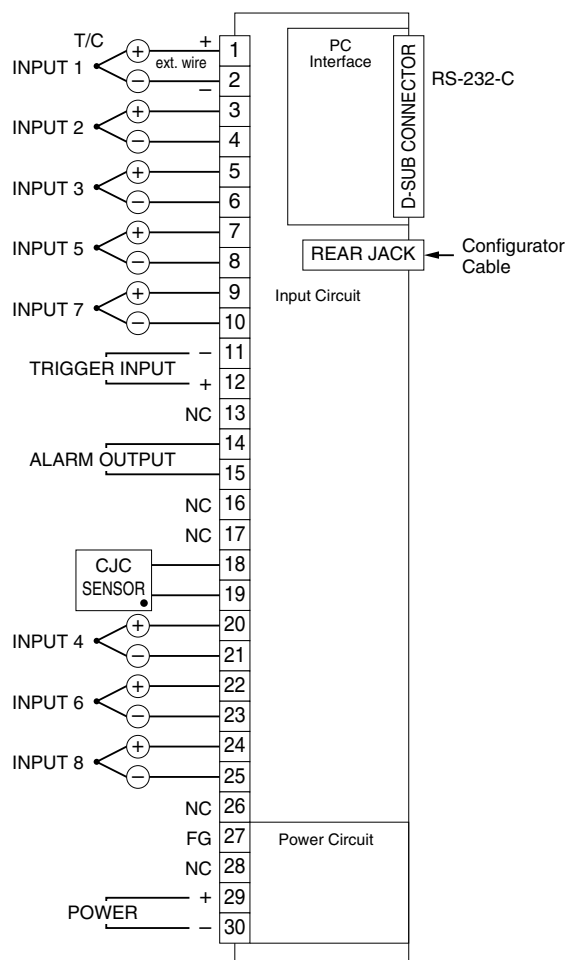 T/C
INPUT 1
+
ext. wire
−
+
−
1
2
INPUT 2
+
−
3
4
INPUT 3
+
−
5
6
INPUT 5
+
−
7
8
INPUT 7
+
−
9
10
TRIGGER INPUT
−
+
11
12
NC
13
ALARM OUTPUT
14
15
NC
16
NC
17
CJC
SENSOR
18
19
INPUT 4
+
−
20
21
INPUT 6
+
−
22
23
INPUT 8
+
−
24
25
NC
26
FG
27
NC
28
POWER
+
−
29
30
PC
Interface
D-SUB CONNECTOR
RS-232-C
REAR JACK
Configurator
Cable
Input Circuit
Power Circuit